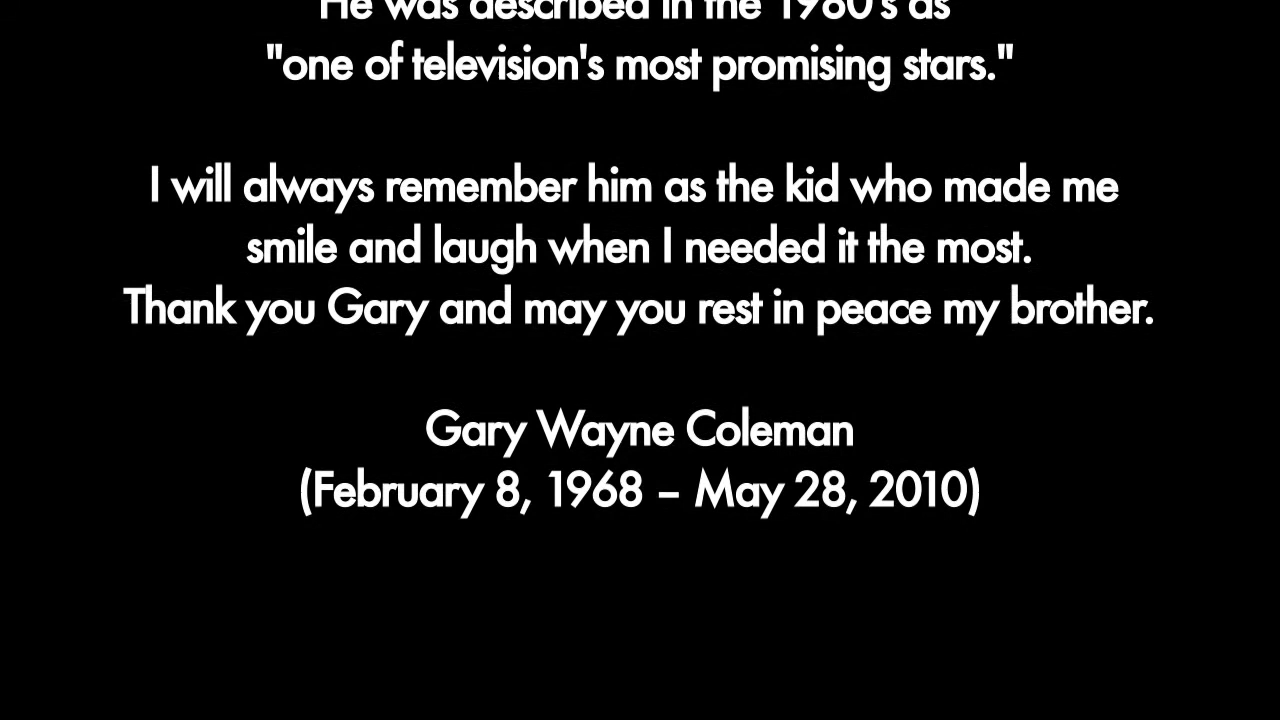 He was described in the 1980's as
"one of television's most promising stars."
I will always remember him as the kid who made me
smile and laugh when I needed it the most.
Thank you Gary and may you rest in peace my brother.
Gary Wayne Coleman
(February 8, 1968 – May 28, 2010)